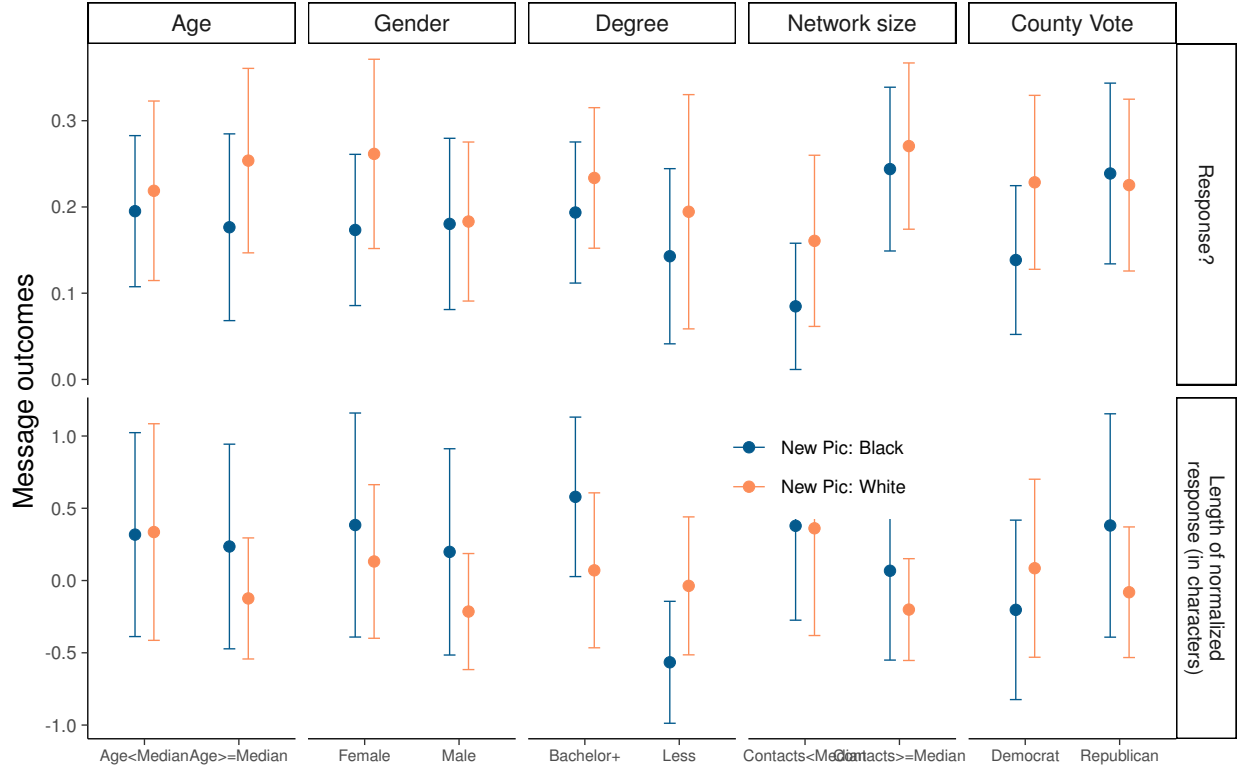 Age
Gender
Degree
Network size
County Vote
Message outcomes
0.3
0.2
0.1
0.0
Response?
1.0
0.5
0.0
-0.5
-1.0
New Pic: Black
New Pic: White
Length of normalized
response (in characters)
Age<Median
Age>=Median
Female
Male
Bachelor+
Less
Contacts<Median
Contacts>=Median
Democrat
Republican